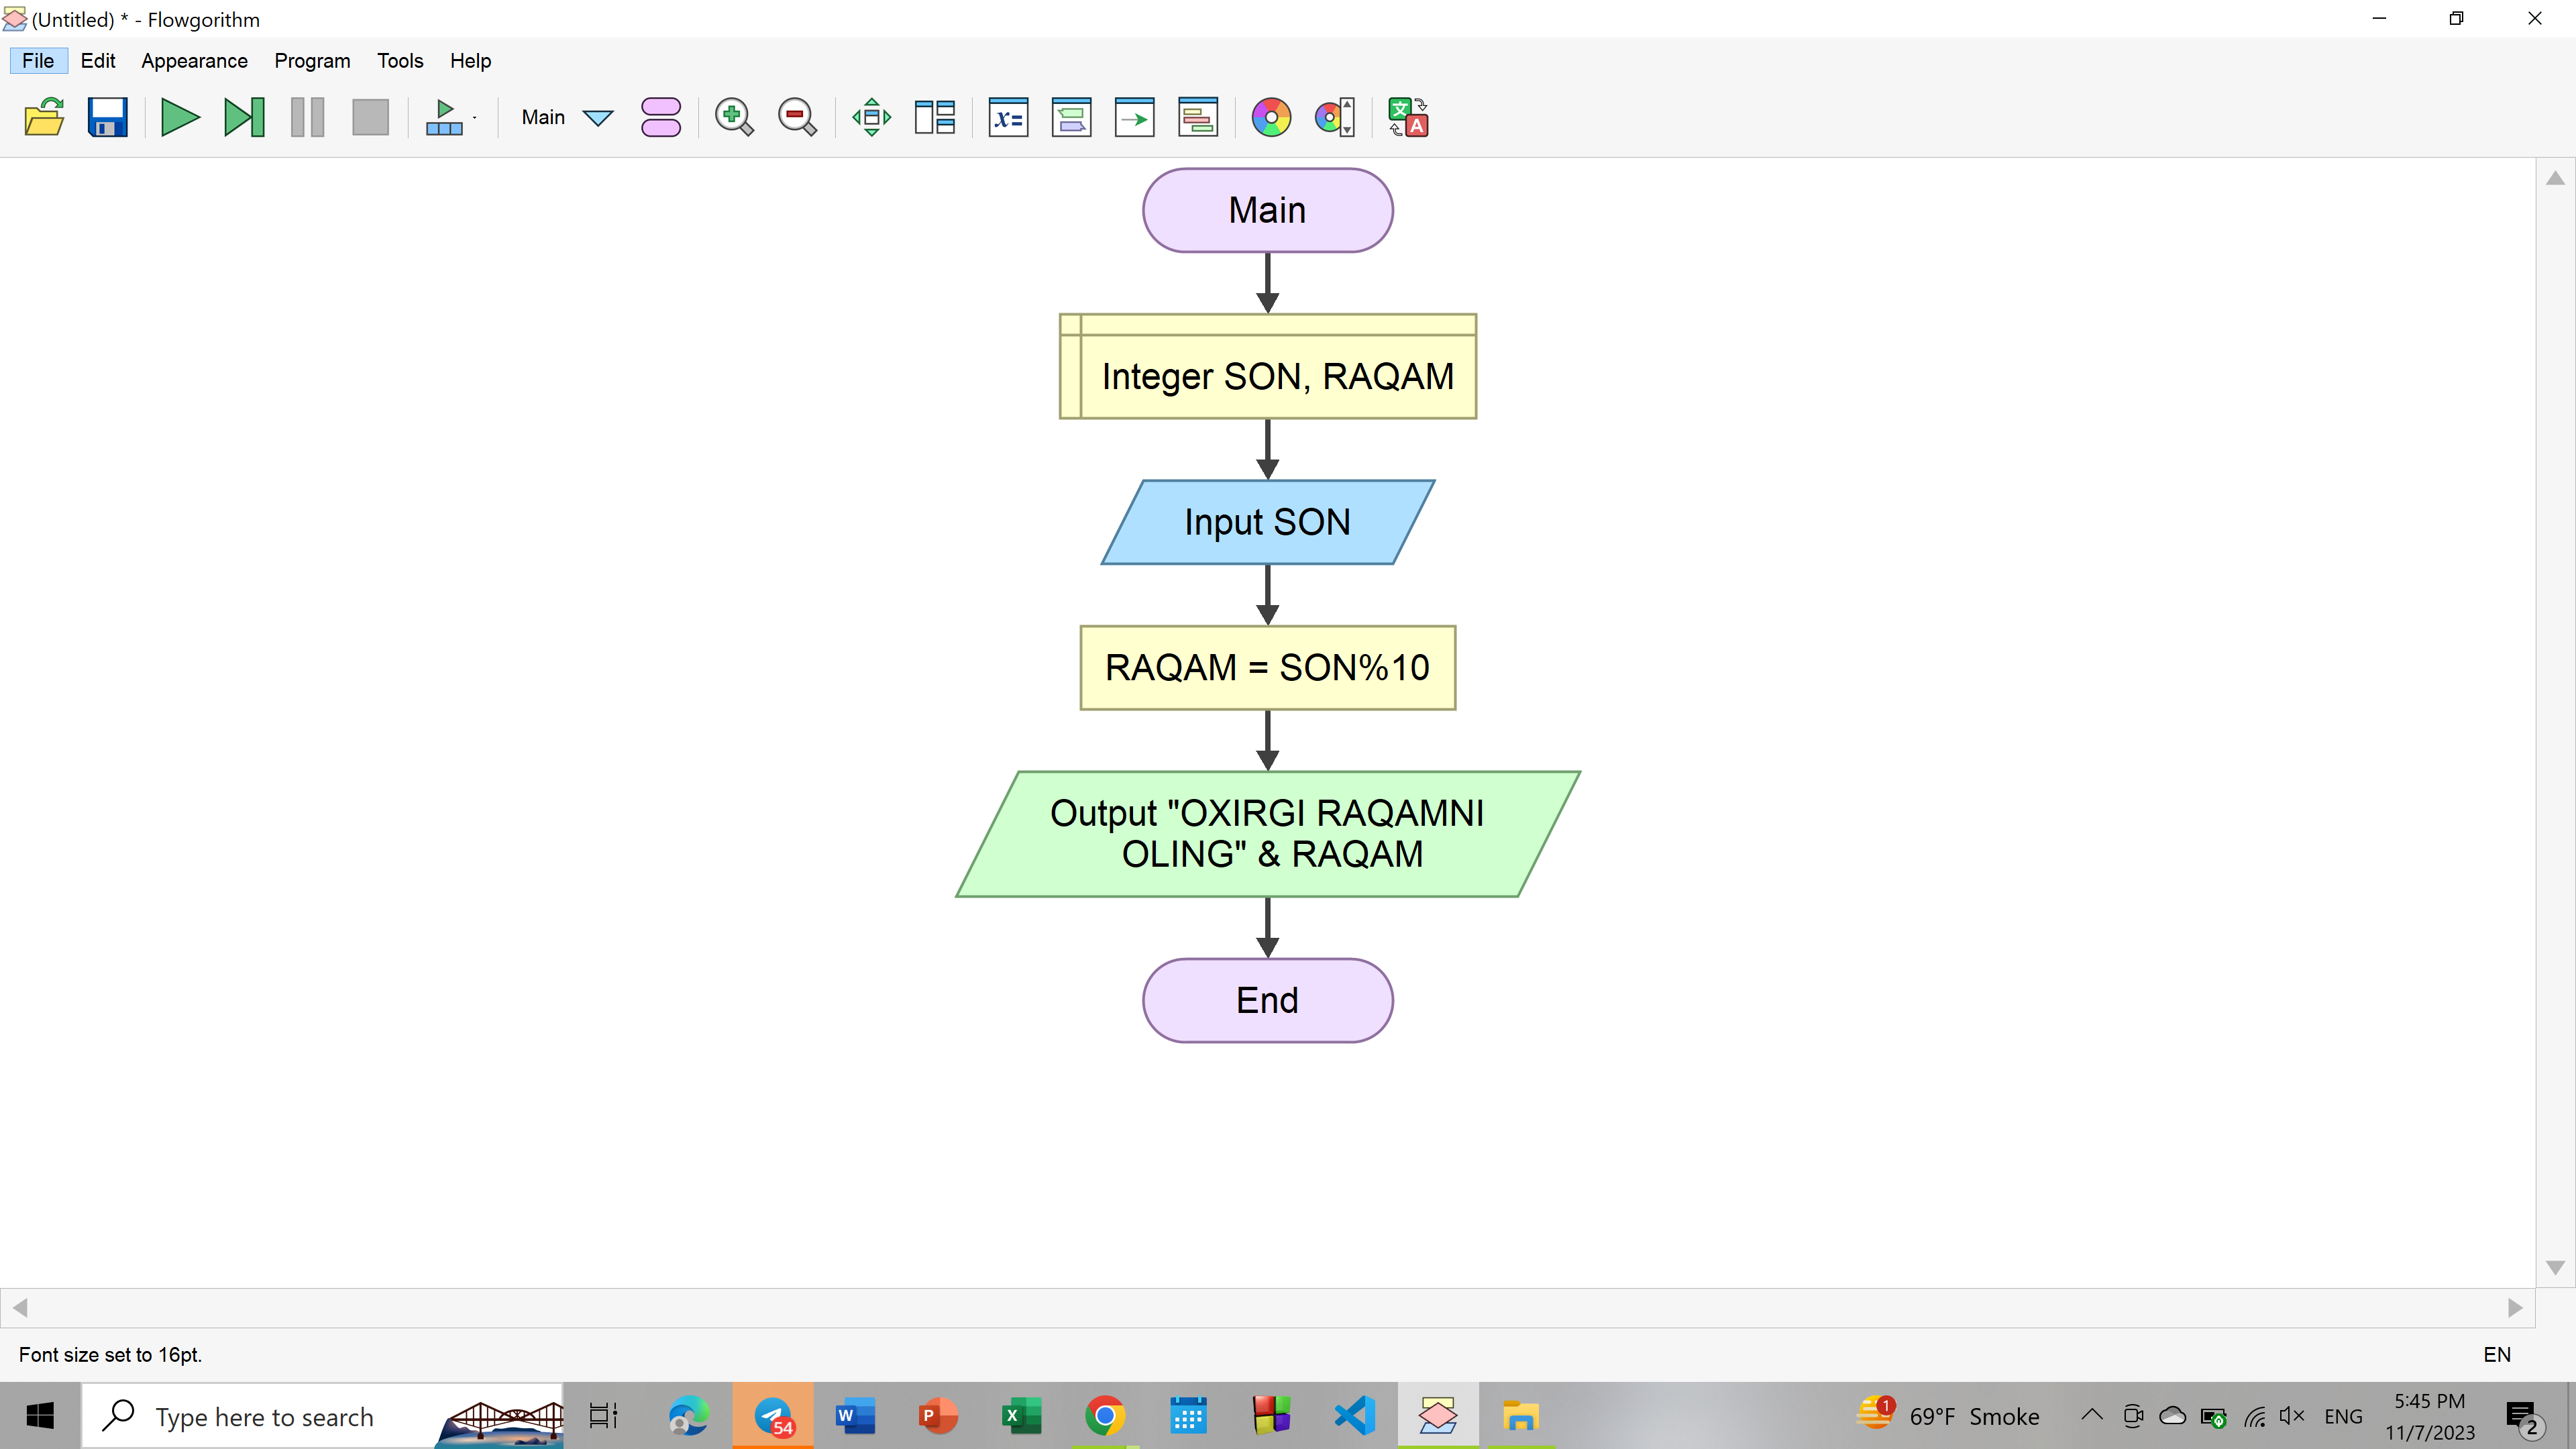 (Untitled) * - Flowgorithm
File Edit Appearance Program Tools Help
Main
x=
文
A
Main
Integer SON, RAQAM
Input SON
RAQAM = SON%10
Output "OXIRGI RAQAMNI
OLING" & RAQAM
End
Font size set to 16pt.
EN
Type here to search
54
W
P
X
1
69°F Smoke
ENG
5:45 PM
11/7/2023
2